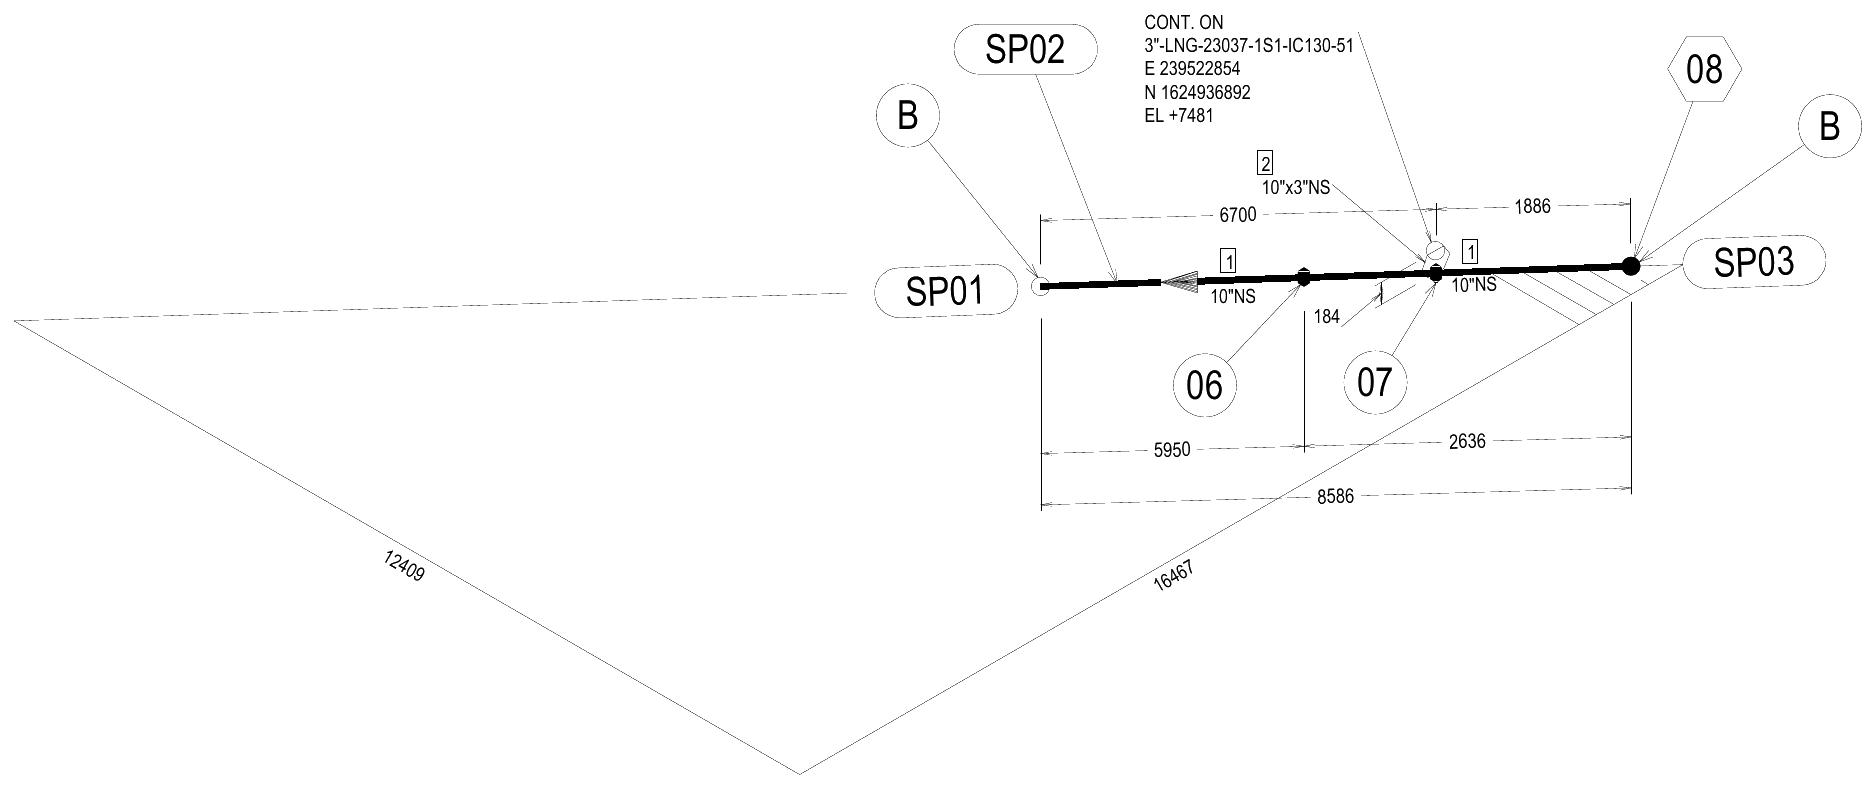 CONT. ON
3"-LNG-23037-1S1-IC130-51
E 239522854
N 1624936892
EL +7481
SP02
08
B
B
2
10"x3"NS
6700
1886
1
1
SP01
SP03
10"NS
10"NS
184
06
07
5950
2636
8586
12409
16467